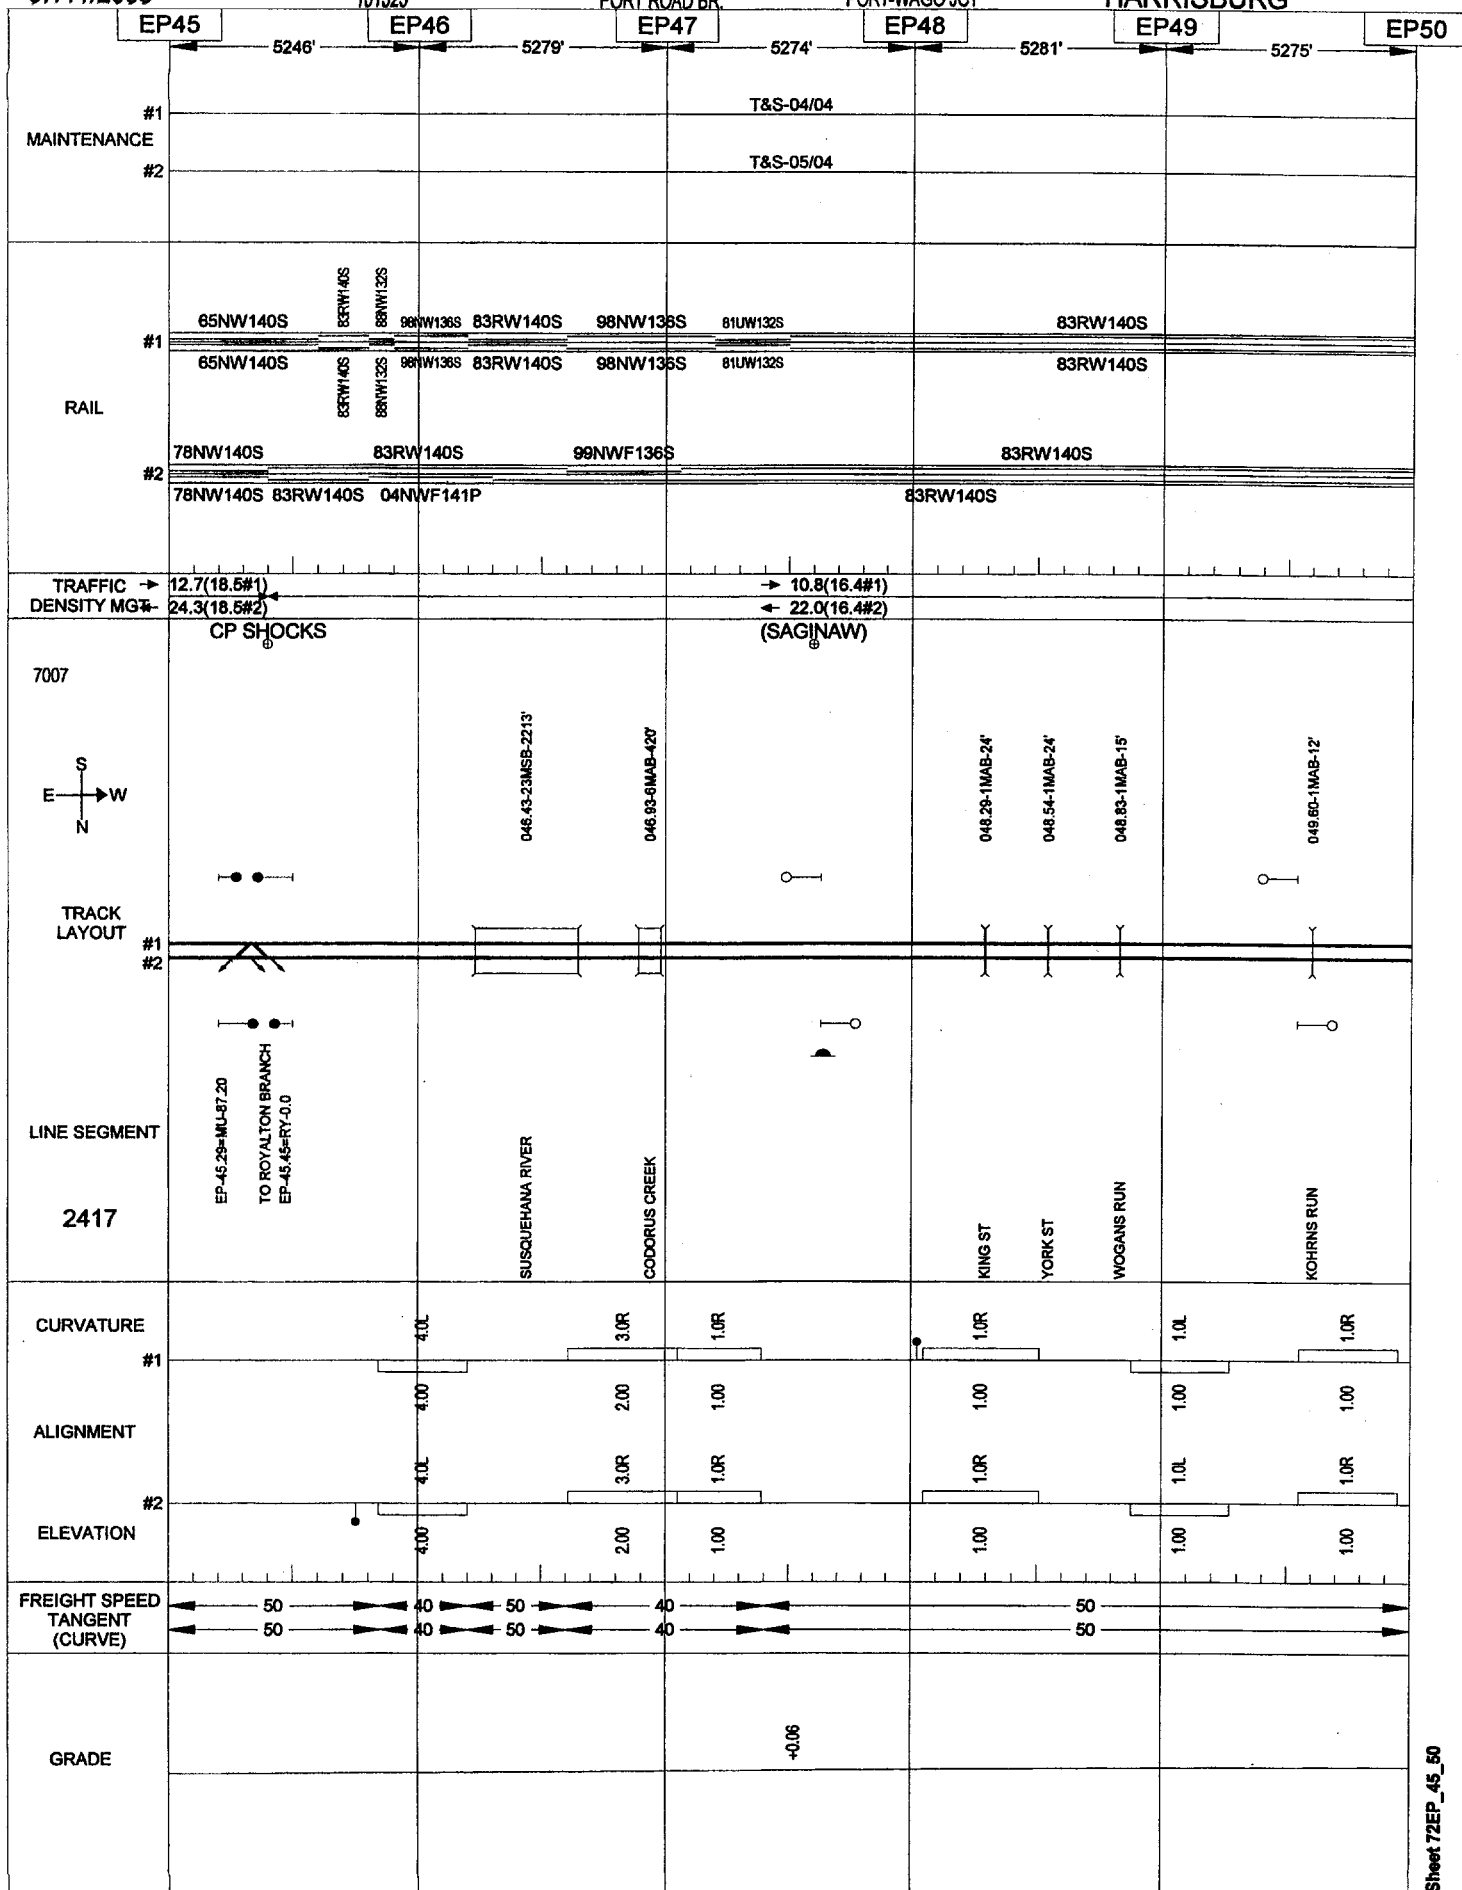 HARRISBURG
EP45 EP46 EP47 EP48 EP49 EP50
5246' 5279' 5274' 5281' 5275'
#1 T&S-04/04
MAINTENANCE
#2 T&S-05/04
83RW140S 88NW132S
65NW140S 98NW136S 83RW140S 98NW136S 81UW132S 83RW140S
#1
65NW140S 98NW136S 83RW140S 98NW136S 81UW132S 83RW140S
83RW140S 88NW132S
RAIL
78NW140S 83RW140S 99NWF136S 83RW140S
#2
78NW140S 83RW140S 04NWF141P 83RW140S
TRAFFIC → 12.7(18.5#1) → 10.8(16.4#1)
DENSITY MGT ← 24.3(18.5#2) ← 22.0(16.4#2)
CP SHOCKS (SAGINAW)
7007
S
E W
N
046.43-23MSB-2213'
046.93-6MAB-420'
048.29-1MAB-24'
048.54-1MAB-24'
048.83-1MAB-15'
049.60-1MAB-12'
TRACK
LAYOUT
#1
#2
EP-45.29=MU-87.20
TO ROYALTON BRANCH
EP-45.45=RY-0.0
LINE SEGMENT
2417
SUSQUEHANA RIVER
CODORUS CREEK
KING ST
YORK ST
WOGANS RUN
KOHRNS RUN
CURVATURE 4.0L 3.0R 1.0R 1.0R 1.0L 1.0R
#1
4.00 2.00 1.00 1.00 1.00 1.00
ALIGNMENT
4.0L 3.0R 1.0R 1.0R 1.0L 1.0R
#2
ELEVATION 4.00 2.00 1.00 1.00 1.00 1.00
FREIGHT SPEED 50 40 50 40 50
TANGENT
(CURVE) 50 40 50 40 50
GRADE +0.06
Sheet 72EP_45_50